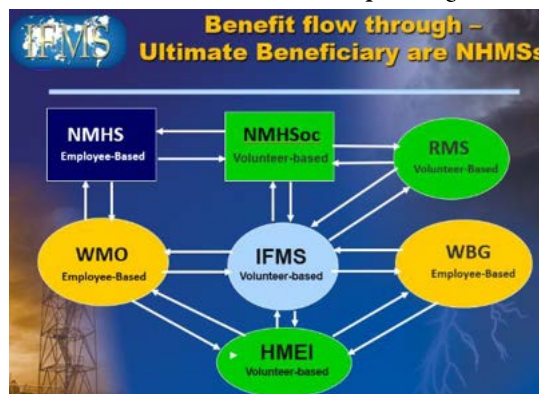 IFMS
Benefit flow through –
Ultimate Beneficiary are NHMSs
NMHS
Employee-Based
NMHSoc
Volunteer-based
RMS
Volunteer-Based
WMO
Employee-Based
IFMS
Volunteer-based
WBG
Employee-Based
HMEI
Volunteer-based